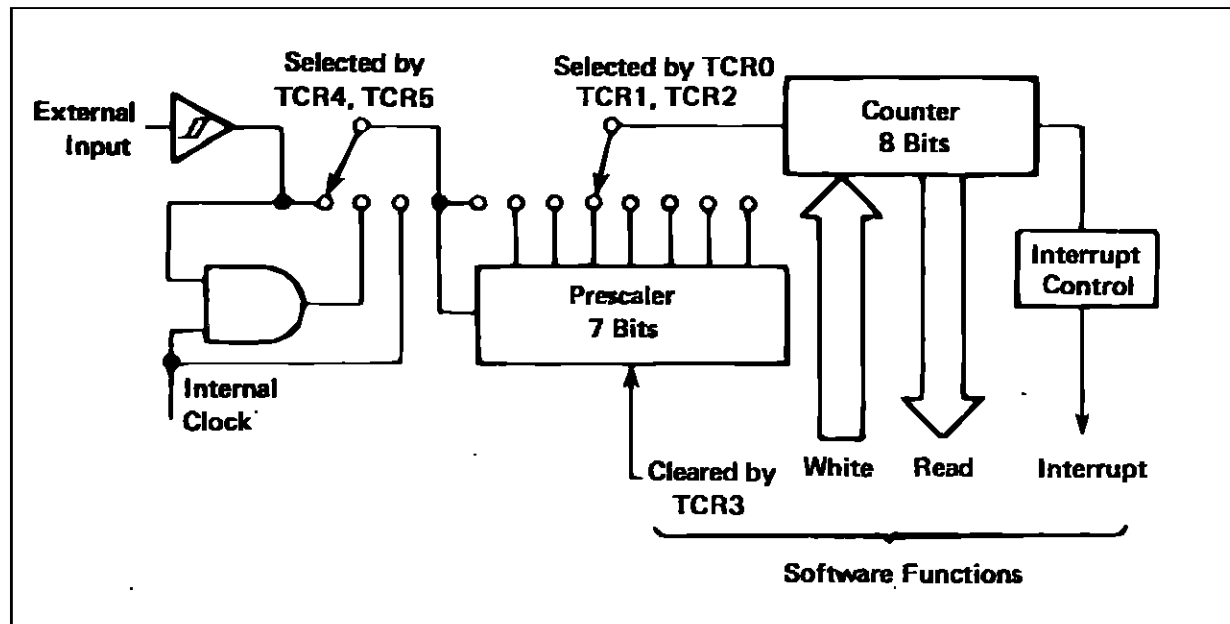 Selected by
TCR4, TCR5
Selected by TCR0
TCR1, TCR2
Counter
8 Bits
External
Input
Interrupt
Control
Prescaler
7 Bits
Internal
Clock
Cleared by
TCR3
White
Read
Interrupt
Software Functions